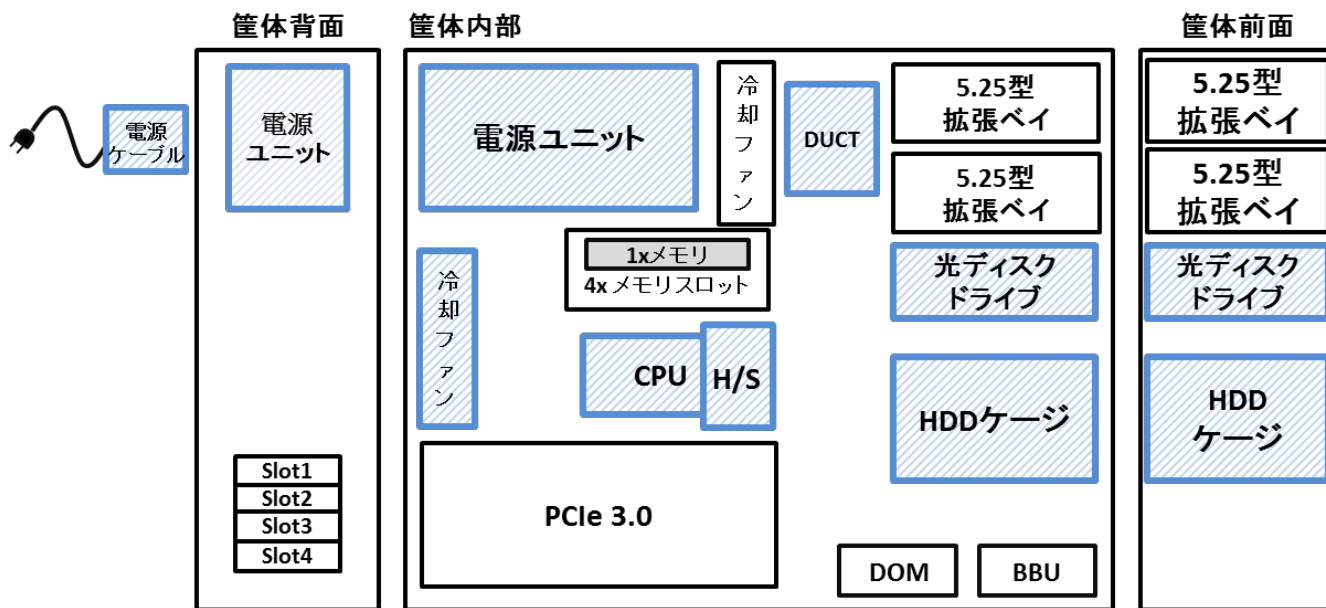 筐体背面
電源
ケーブル
電源
ユニット
Slot1
Slot2
Slot3
Slot4
筐体内部
電源ユニット
冷却ファン
DUCT
5.25型
拡張ベイ
5.25型
拡張ベイ
1xメモリ
4xメモリスロット
冷却ファン
CPU
H/S
光ディスク
ドライブ
HDDケージ
PCIe 3.0
DOM
BBU
筐体前面
5.25型
拡張ベイ
5.25型
拡張ベイ
光ディスク
ドライブ
HDD
ケージ